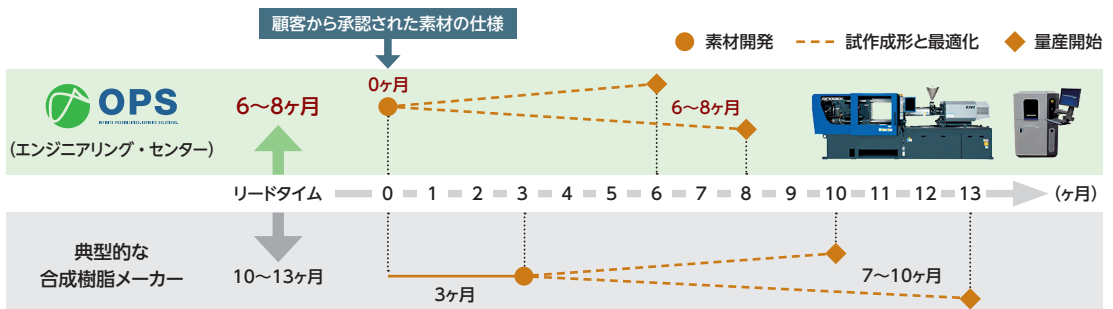 顧客から承認された素材の仕様
素材開発
試作成形と最適化
量産開始
OPS
(エンジニアリング・センター)
6〜8ヶ月
0ヶ月
6〜8ヶ月
リードタイム
0 1 2 3 4 5 6 7 8 9 10 11 12 13 (ヶ月)
典型的な
合成樹脂メーカー
10〜13ヶ月
3ヶ月
7〜10ヶ月